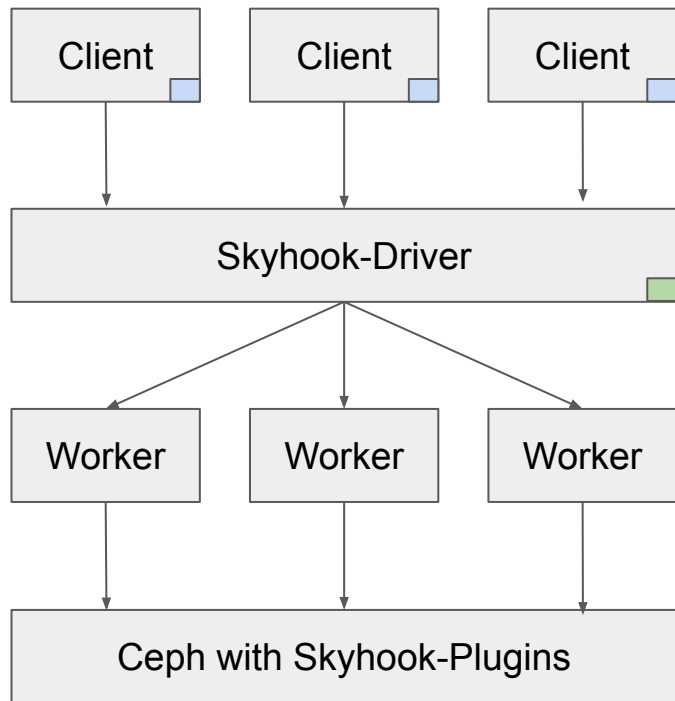 Client
Client
Client
Skyhook-Driver
Worker
Worker
Worker
Ceph with Skyhook-Plugins